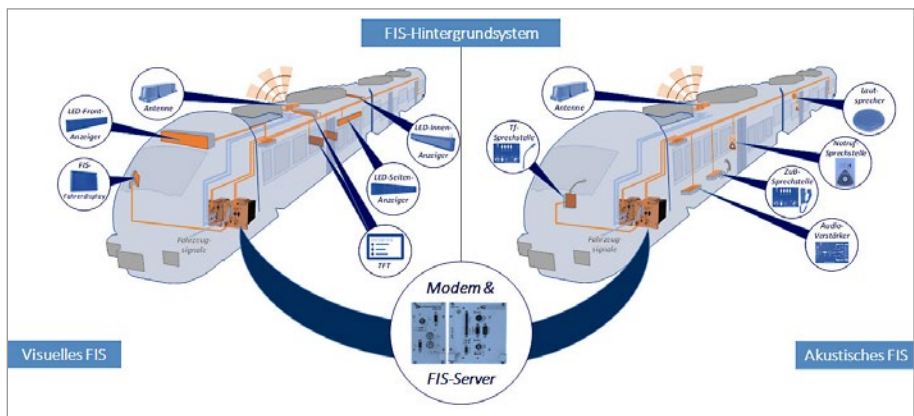 FIS-Hintergrundsystem
Antenne
LED-Front-
Anzeiger
FIS-
Fahrerdisplay
Fahrzeug-
signale
LED-Innen-
Anzeiger
LED-Seiten-
Anzeiger
TFT
Visuelles FIS
Modem &
FIS-Server
Antenne
Tf-
Sprechstelle
Fahrzeug-
signale
Laut-
sprecher
Notruf-
Sprechstelle
ZuB-
Sprechstelle
Audio-
Verstärker
Akustisches FIS